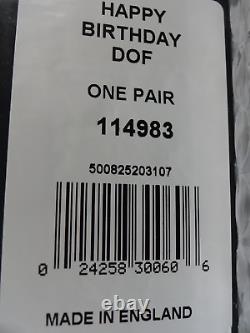 HAPPY
BIRTHDAY
DOF
ONE PAIR
114983
500825203107
0 24258 30060 6
MADE IN ENGLAND